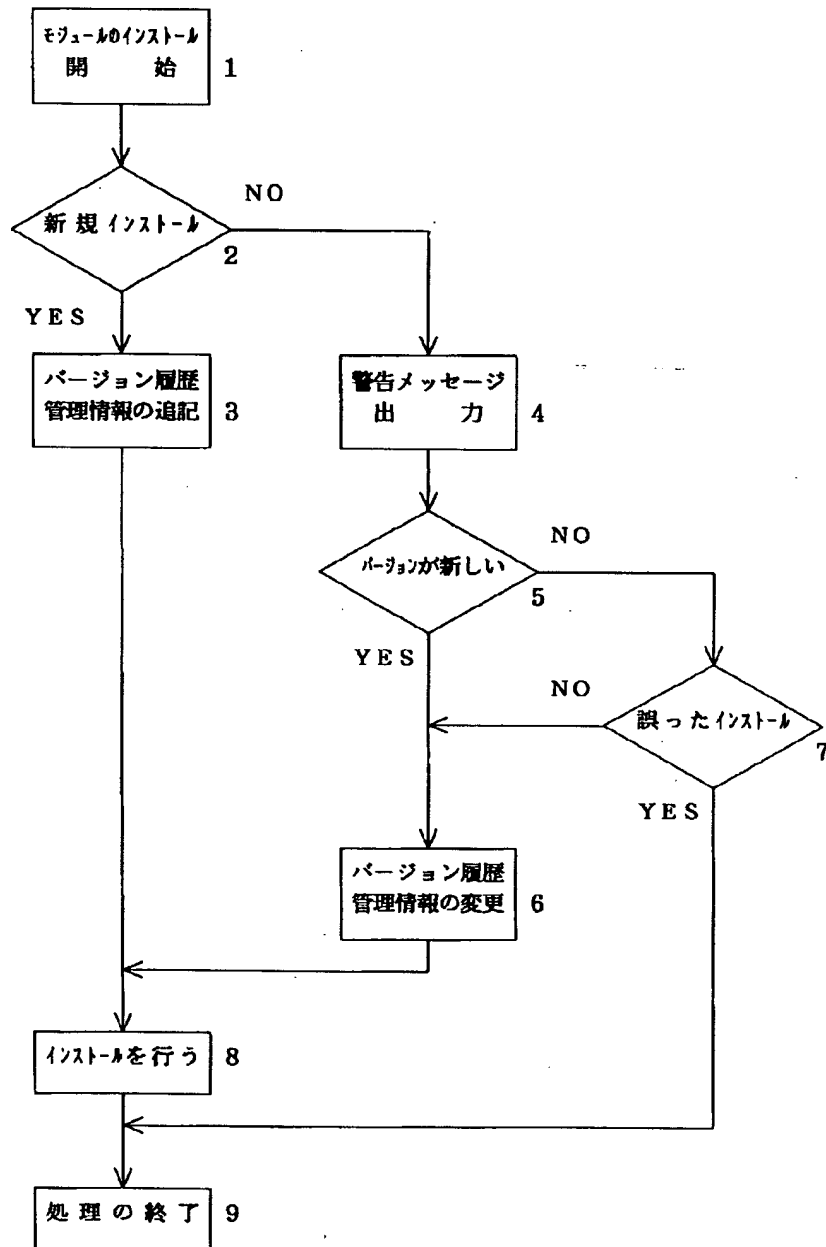 モジュールのインストール
開 始 1
新規インストール
2
NO
YES
バージョン履歴
管理情報の追記 3
警告メッセージ
出 力 4
バージョンが新しい
5
NO
YES
誤ったインストール
7
NO
YES
バージョン履歴
管理情報の変更 6
インストールを行う 8
処理の終了 9